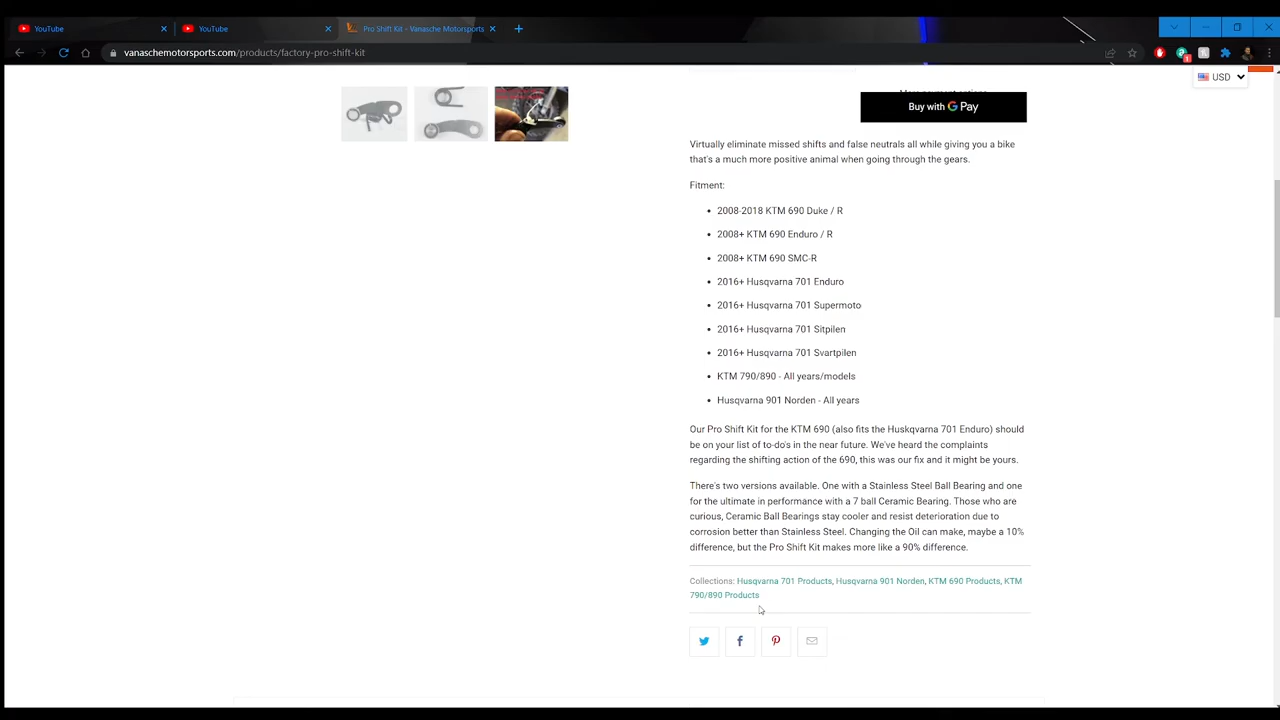 YouTube
YouTube
Pro Shift Kit - Vanasche Motorsports
vanaschemotorsports.com/products/factory-pro-shift-kit
USD
More payment options
Buy with G Pay
Virtually eliminate missed shifts and false neutrals all while giving you a bike
that's a much more positive animal when going through the gears.
Fitment:
• 2008-2018 KTM 690 Duke / R
• 2008+ KTM 690 Enduro / R
• 2008+ KTM 690 SMC-R
• 2016+ Husqvarna 701 Enduro
• 2016+ Husqvarna 701 Supermoto
• 2016+ Husqvarna 701 Sitpilen
• 2016+ Husqvarna 701 Svartpilen
• KTM 790/890 - All years/models
• Husqvarna 901 Norden - All years
Our Pro Shift Kit for the KTM 690 (also fits the Huskqvarna 701 Enduro) should
be on your list of to-do's in the near future. We've heard the complaints
regarding the shifting action of the 690, this was our fix and it might be yours.
There's two versions available. One with a Stainless Steel Ball Bearing and one
for the ultimate in performance with a 7 ball Ceramic Bearing. Those who are
curious, Ceramic Ball Bearings stay cooler and resist deterioration due to
corrosion better than Stainless Steel. Changing the Oil can make, maybe a 10%
difference, but the Pro Shift Kit makes more like a 90% difference.
Collections: Husqvarna 701 Products, Husqvarna 901 Norden, KTM 690 Products, KTM
790/890 Products